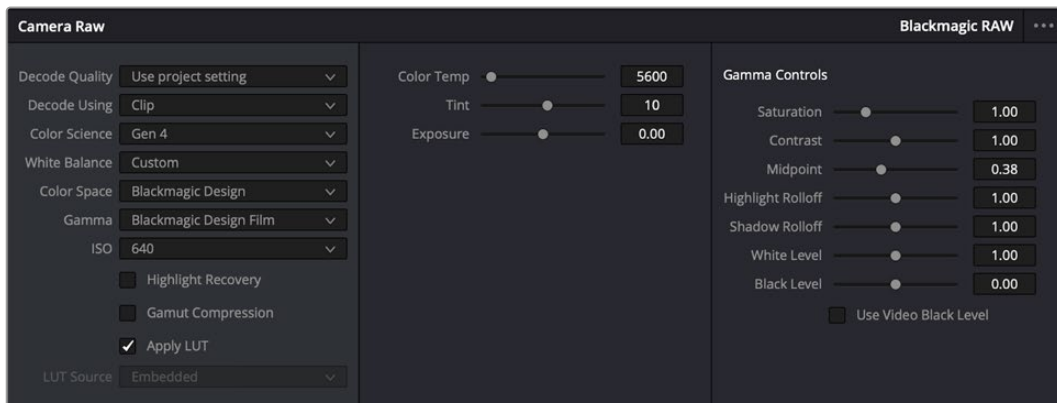 Camera Raw
Blackmagic RAW
Decode Quality Use project setting
Decode Using Clip
Color Science Gen 4
White Balance Custom
Color Space Blackmagic Design
Gamma Blackmagic Design Film
ISO 640
Highlight Recovery
Gamut Compression
Apply LUT
LUT Source Embedded
Color Temp 5600
Tint 10
Exposure 0.00
Gamma Controls
Saturation 1.00
Contrast 1.00
Midpoint 0.38
Highlight Rolloff 1.00
Shadow Rolloff 1.00
White Level 1.00
Black Level 0.00
Use Video Black Level